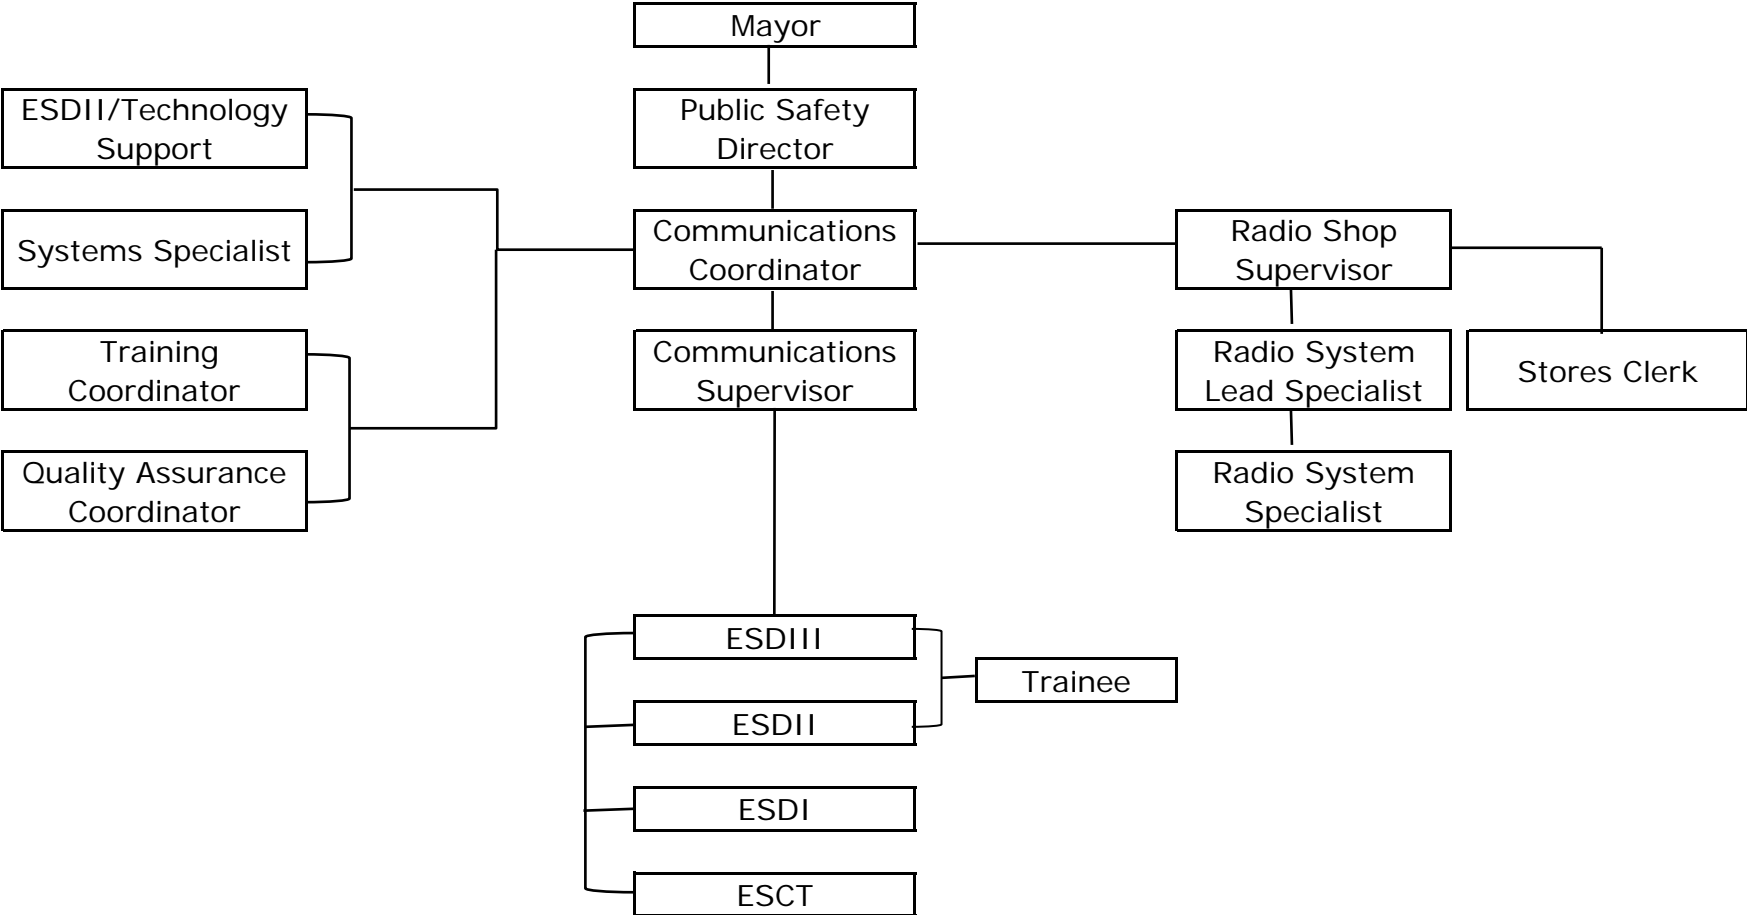 Mayor
ESDII/Technology
Support
Public Safety
Director
Systems Specialist
Communications
Coordinator
Radio Shop
Supervisor
Training
Coordinator
Communications
Supervisor
Radio System
Lead Specialist
Stores Clerk
Quality Assurance
Coordinator
Radio System
Specialist
ESDIII
Trainee
ESDII
ESDI
ESCT